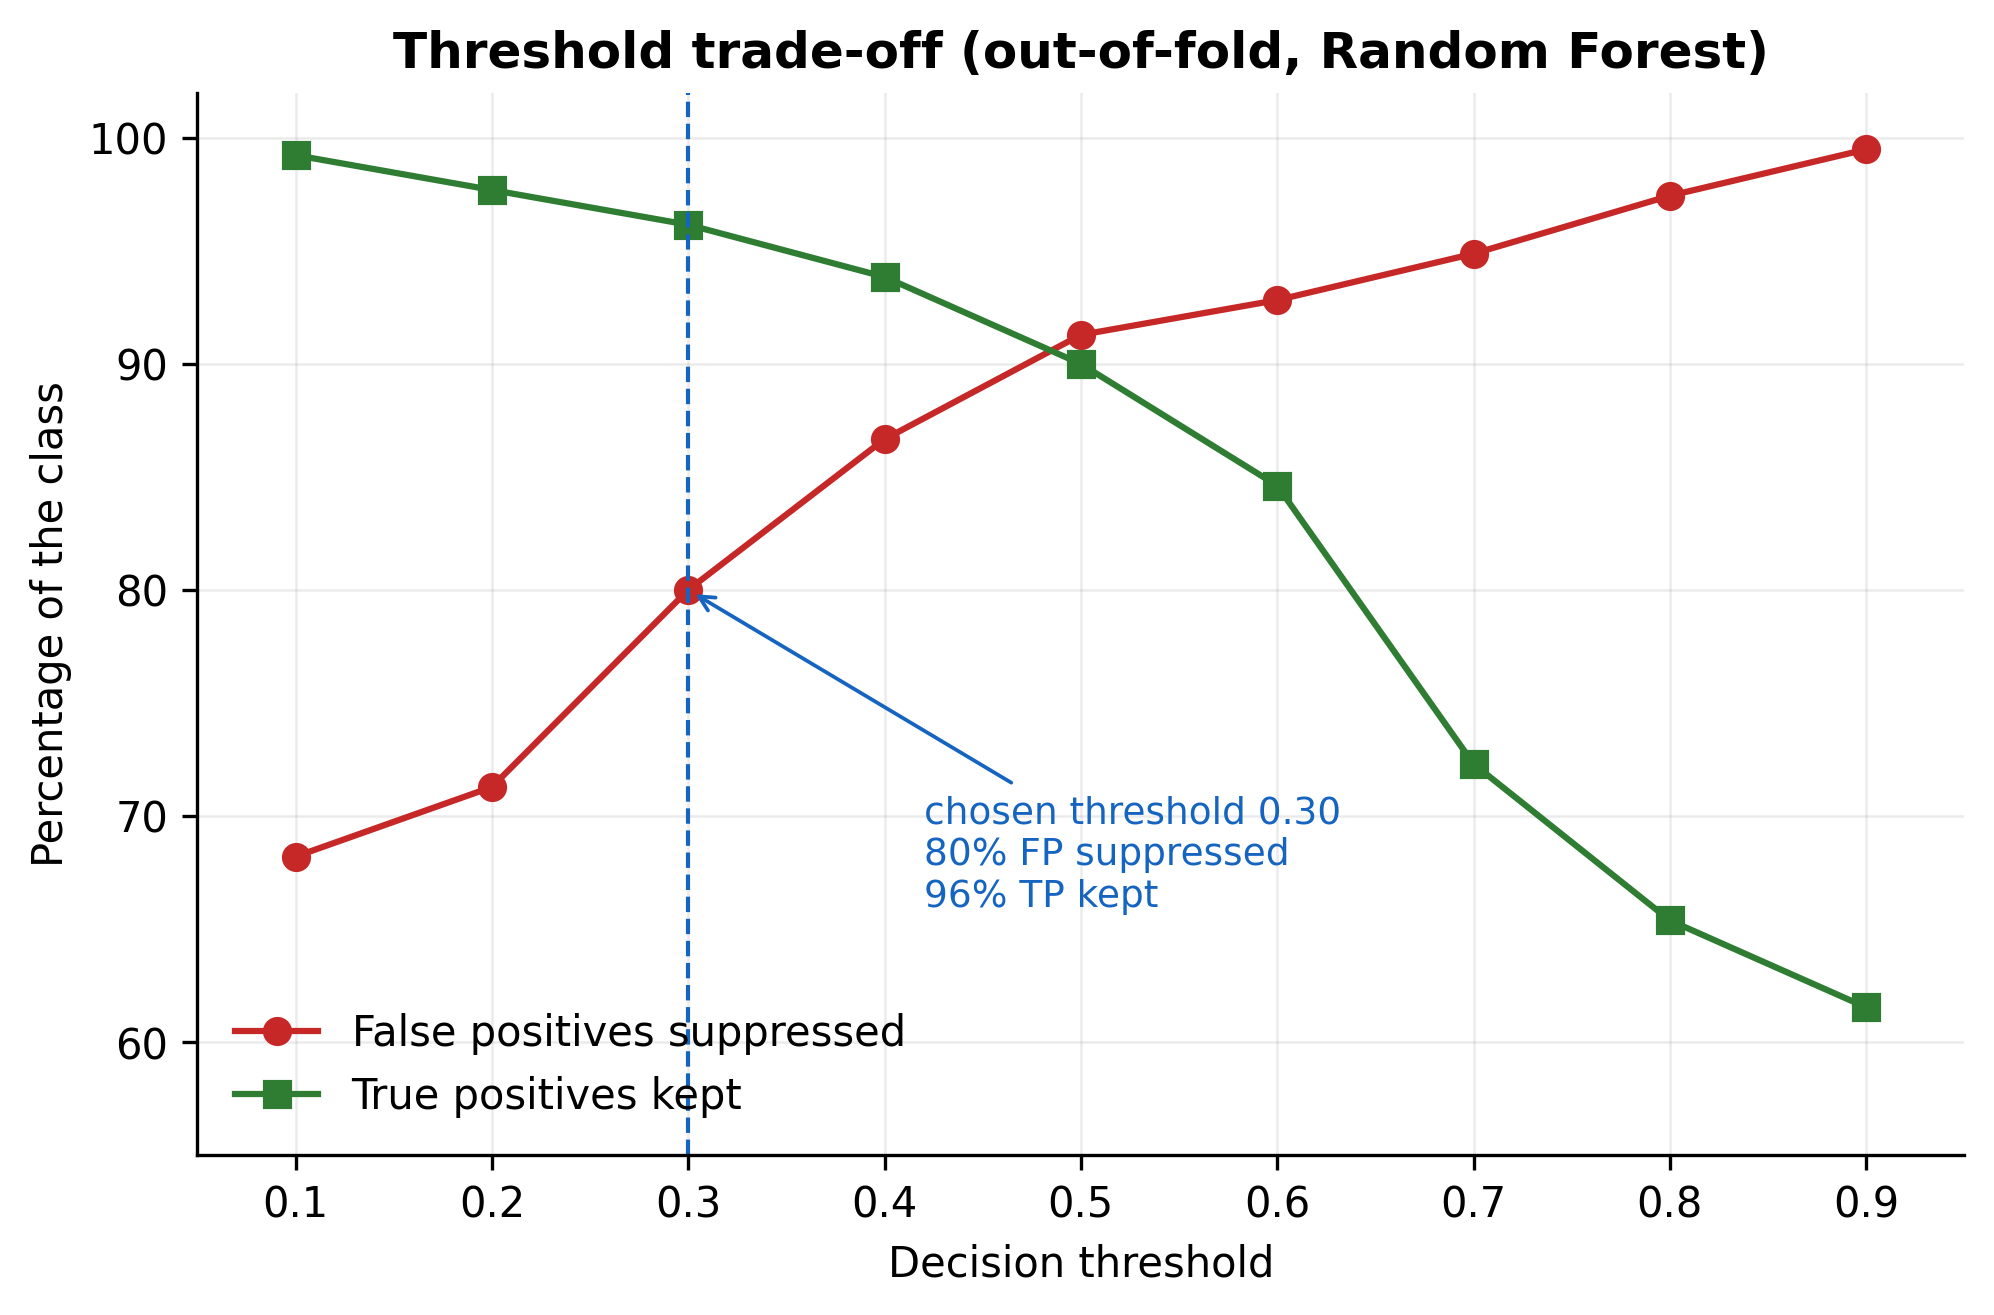 Threshold trade-off (out-of-fold, Random Forest)
Percentage of the class
100
90
80
70
60
chosen threshold 0.30
80% FP suppressed
96% TP kept
False positives suppressed
True positives kept
0.1 0.2 0.3 0.4 0.5 0.6 0.7 0.8 0.9
Decision threshold